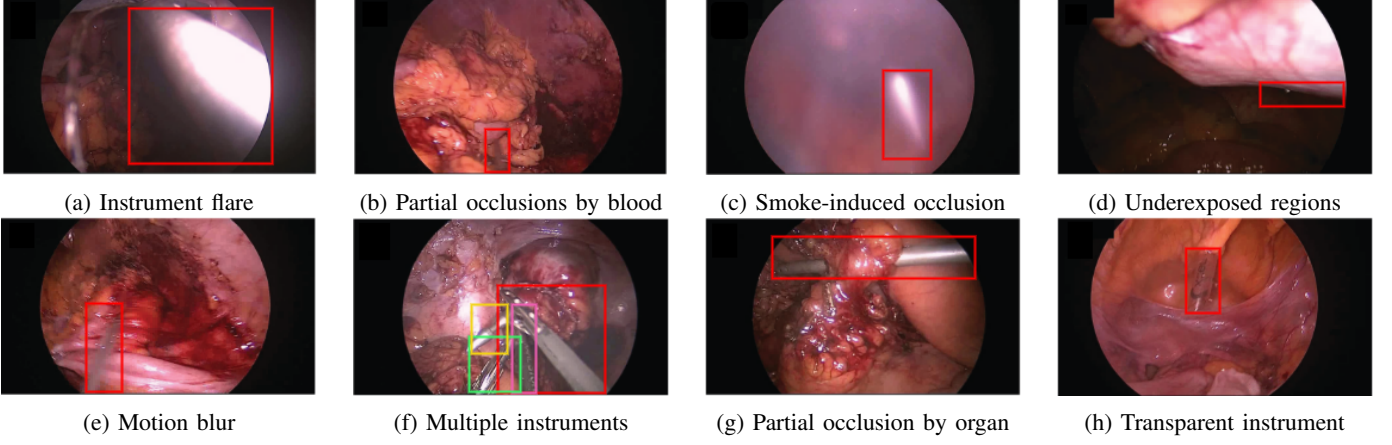 (a) Instrument flare
(b) Partial occlusions by blood
(c) Smoke-induced occlusion
(d) Underexposed regions
(e) Motion blur
(f) Multiple instruments
(g) Partial occlusion by organ
(h) Transparent instrument